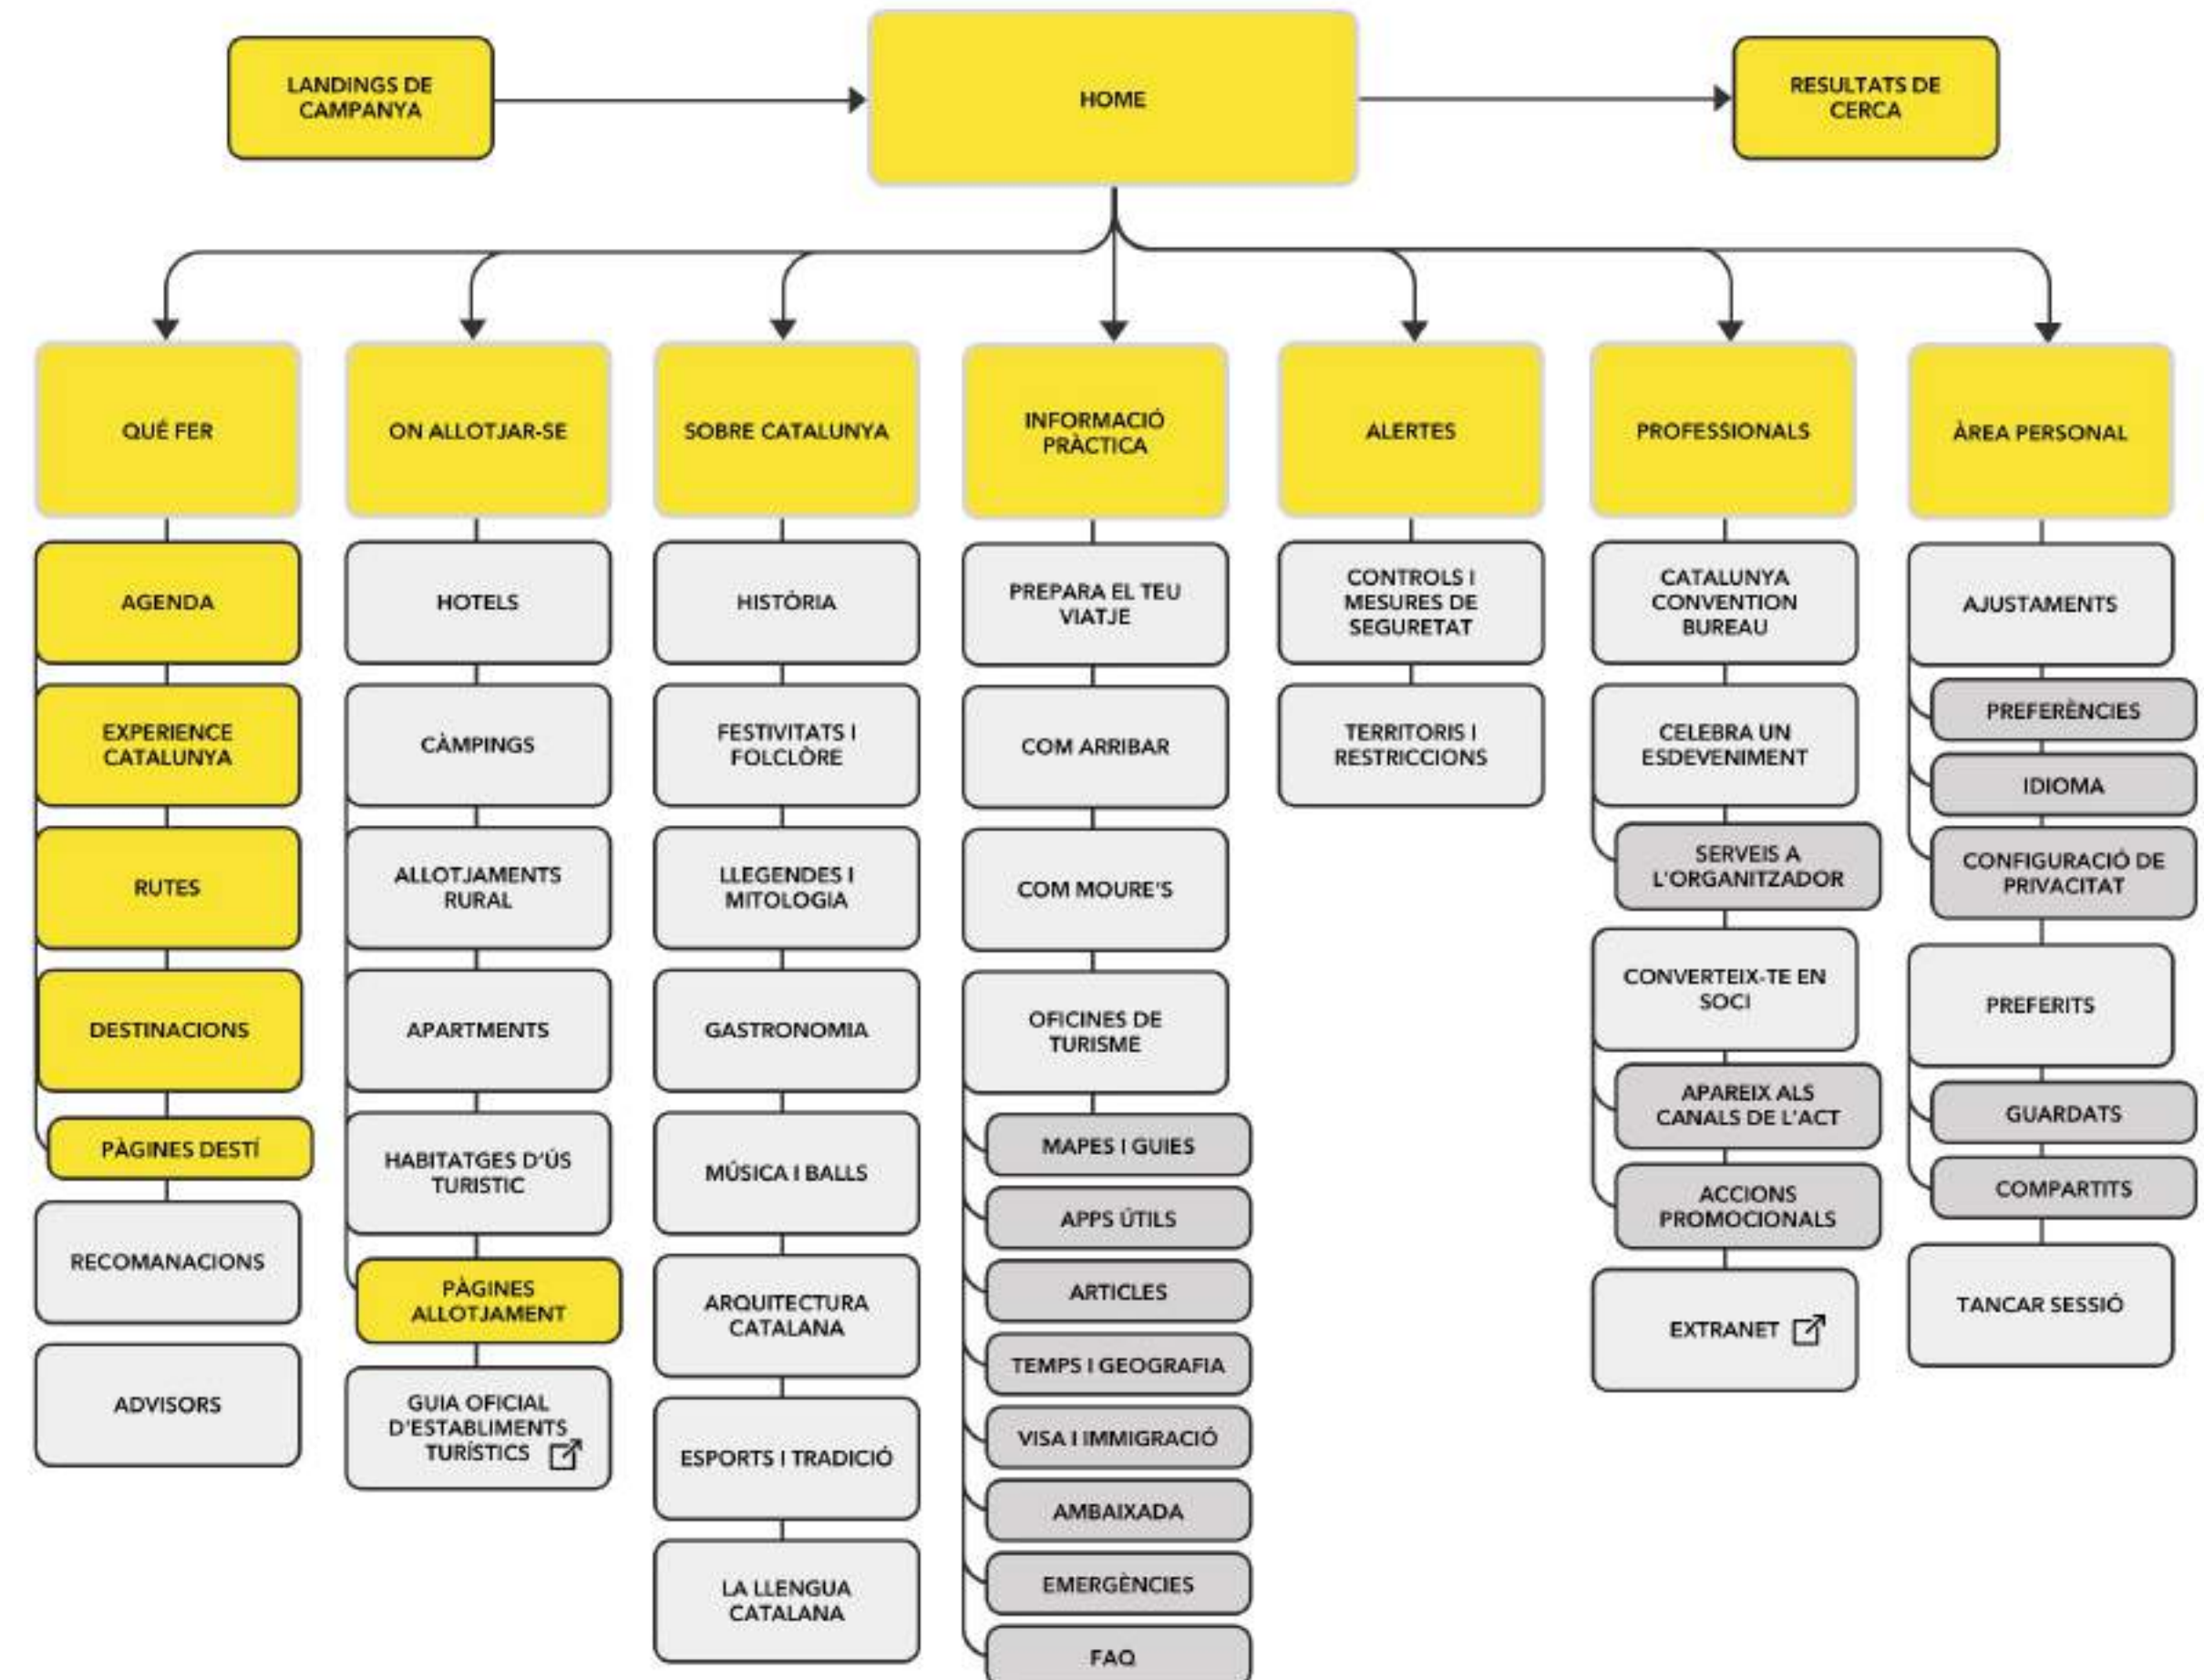 LANDINGS DE
CAMPANYA
HOME
RESULTATS DE
CERCA
QUÉ FER
AGENDA
EXPERIENCE
CATALUNYA
RUTES
DESTINACIONS
PÀGINES DESTÍ
RECOMANACIONS
ADVISORS
ON ALLOTJAR-SE
HOTELS
CÀMPINGS
ALLOTJAMENTS
RURAL
APARTMENTS
HABITATGES D'ÚS
TURISTIC
PÀGINES
ALLOTJAMENT
GUIA OFICIAL
D'ESTABLIMENTS
TURÍSTICS
SOBRE CATALUNYA
HISTÒRIA
FESTIVITATS I
FOLCLÒRE
LLEGENDES I
MITOLOGIA
GASTRONOMIA
MÚSICA I BALLS
ARQUITECTURA
CATALANA
ESPORTS I TRADICIÓ
LA LLENGUA
CATALANA
INFORMACIÓ
PRÀCTICA
PREPARA EL TEU
VIATJE
COM ARRIBAR
COM MOURE'S
OFICINES DE
TURISME
MAPES I GUIES
APPS ÚTILS
ARTICLES
TEMPS I GEOGRAFIA
VISA I IMMIGRACIÓ
AMBAIXADA
EMERGÈNCIES
FAQ
ALERTES
CONTROLS I
MESURES DE
SEGURETAT
TERRITORIS I
RESTRICCIONS
PROFESSIONALS
CATALUNYA
CONVENTION
BUREAU
CELEBRA UN
ESDEVENIMENT
SERVEIS A
L'ORGANITZADOR
CONVERTEIX-TE EN
SOCI
APAREIX ALS
CANALS DE L'ACT
ACCIONS
PROMOCIONALS
EXTRANET
ÀREA PERSONAL
AJUSTAMENTS
PREFERÈNCIES
IDIOMA
CONFIGURACIÓ DE
PRIVACITAT
PREFERITS
GUARDATS
COMPARTITS
TANCAR SESSIÓ